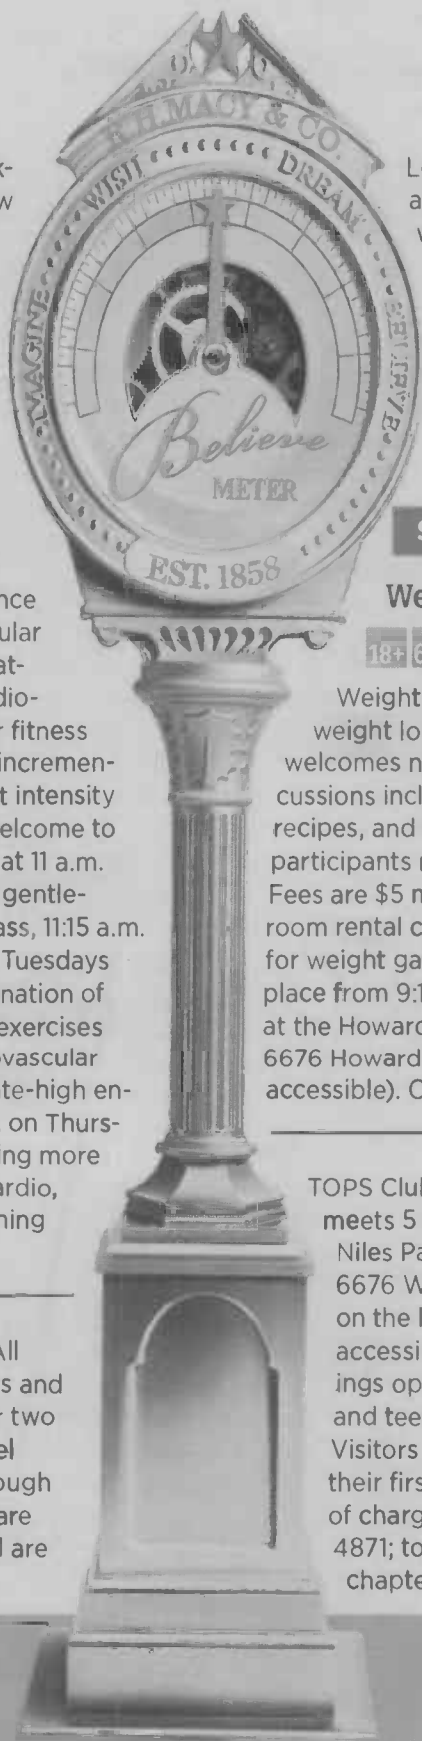 k-
w
nce
ular
at-
dio-
r fitness
incremen-
t intensity
elcome to
at 11 a.m.
gentle-
ass, 11:15 a.m.
Tuesdays
nation of
exercises
ovascular
ate-high en-
. on Thurs-
ing more
ardio,
ning
All
s and
r two
el
ough
are
d are
R.H. MACY & CO.
IMAGINE WISH DREAM BELIEVE
Believe
METER
EST. 1858
L
a
w
S
We
18+ 6
Weight
weight lo
welcomes n
cussions incl
recipes, and
participants r
Fees are $5 m
room rental c
for weight ga
place from 9:1
at the Howard
6676 Howard
accessible). C
TOPS Club
meets 5
Niles Pa
6676 W
on the l
accessi
ings op
and tee
Visitors
their firs
of charg
4871; to
chapte